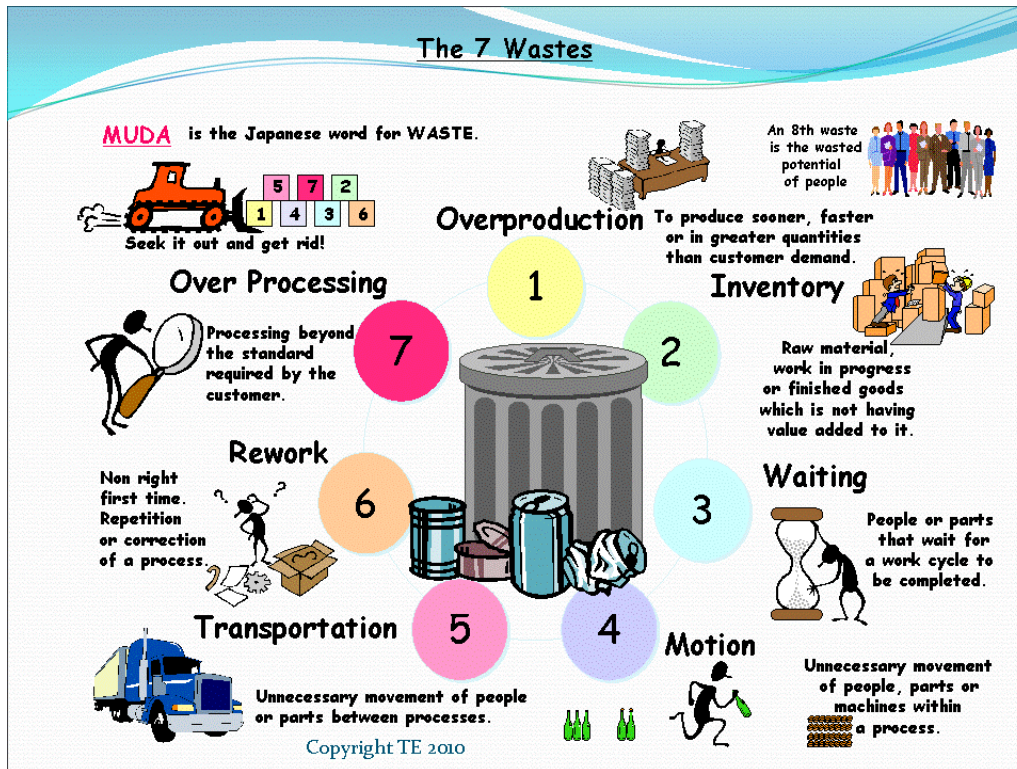 The 7 Wastes
MUDA is the Japanese word for WASTE.
5 7 2
1 4 3 6
Seek it out and get rid!
An 8th waste
is the wasted
potential
of people
Overproduction
To produce sooner, faster
or in greater quantities
than customer demand.
1
Inventory
2
Raw material,
work in progress
or finished goods
which is not having
value added to it.
Waiting
3
People or parts
that wait for
a work cycle to
be completed.
Motion
4
Unnecessary movement
of people, parts or
machines within
a process.
Transportation
5
Unnecessary movement of people
or parts between processes.
Rework
6
Non right
first time.
Repetition
or correction
of a process.
? ?
Over Processing
7
Processing beyond
the standard
required by the
customer.
Copyright TE 2010